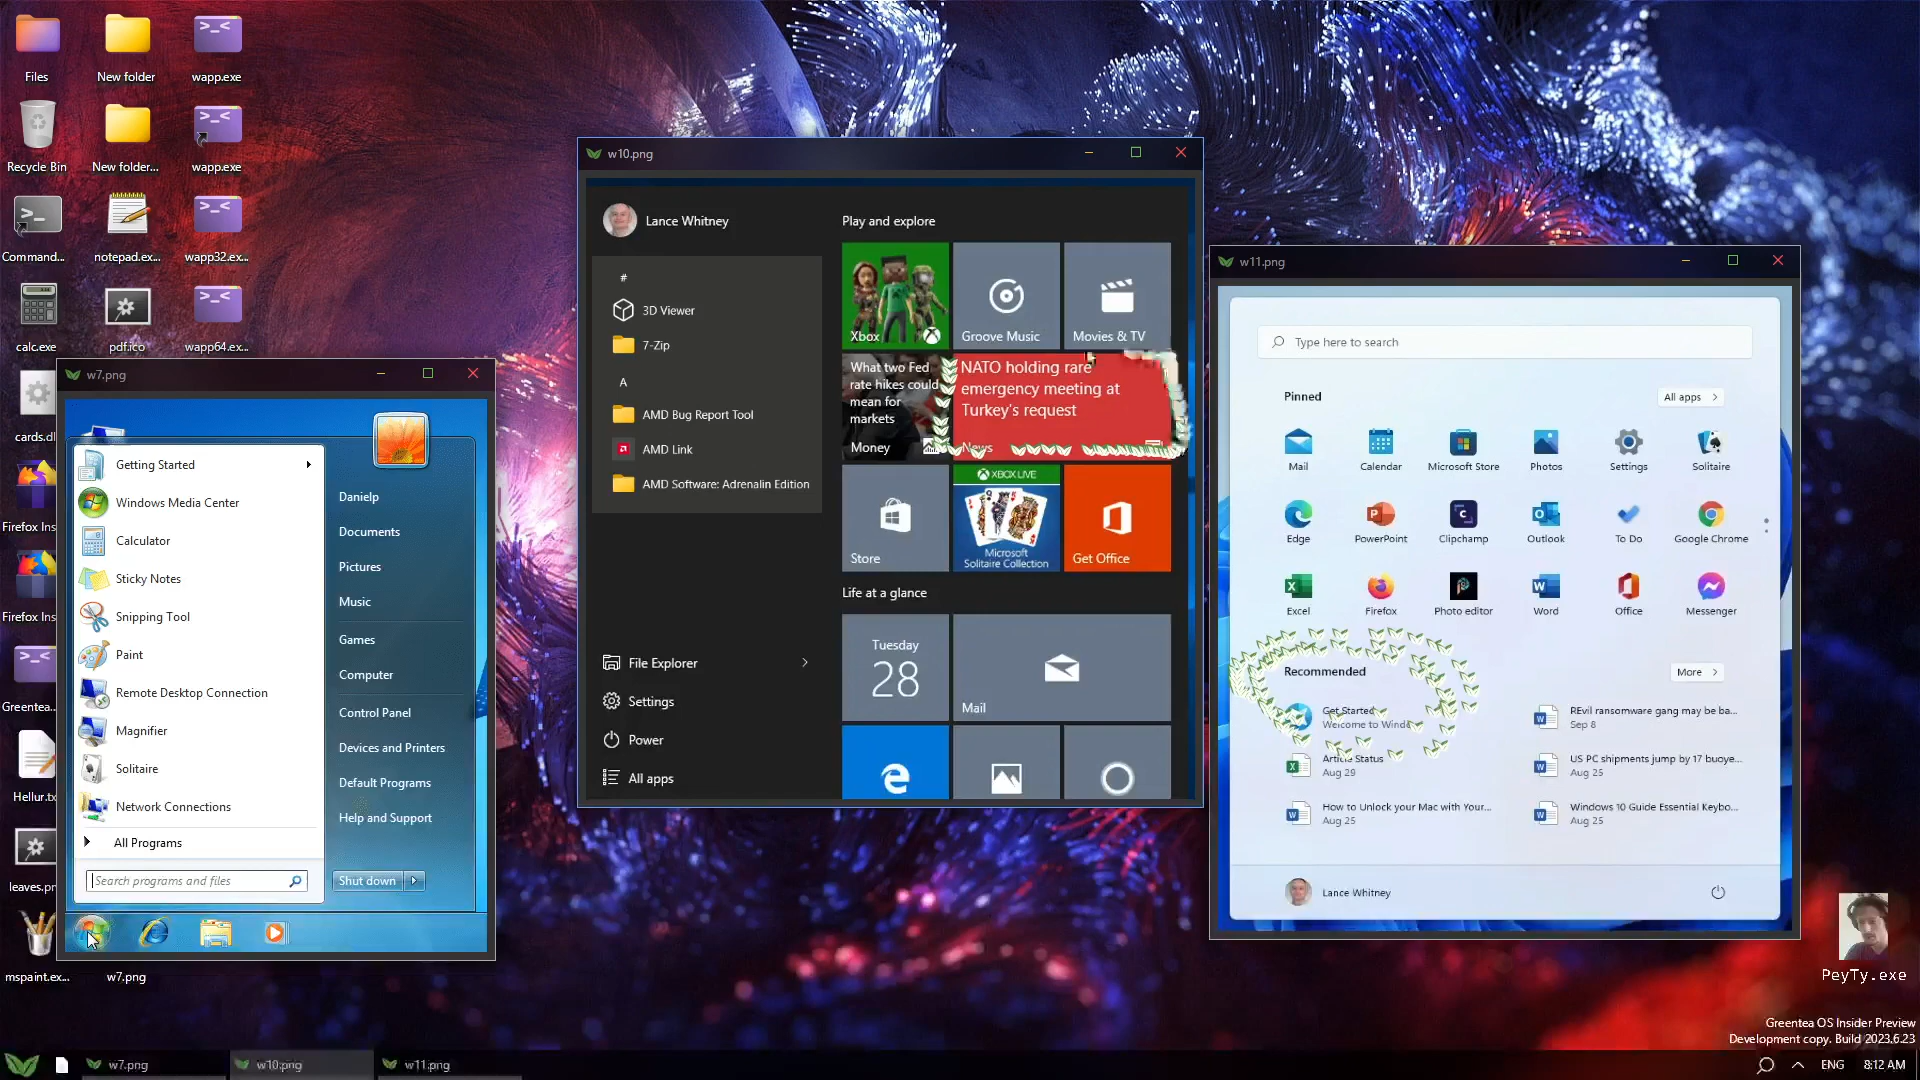 Files
New folder
wapp.exe
Recycle Bin
New folder...
wapp.exe
Command...
notepad.ex...
wapp32.ex...
calc.exe
pdf.ico
wapp64.ex...
cards.dl
Firefox Ins
Firefox Ins
Greentea..
Hellur.tx
leaves.pn
mspaint.ex...
w7.png
w7.png
Getting Started
Windows Media Center
Calculator
Sticky Notes
Snipping Tool
Paint
Remote Desktop Connection
Magnifier
Solitaire
Network Connections
All Programs
Search programs and files
Danielp
Documents
Pictures
Music
Games
Computer
Control Panel
Devices and Printers
Default Programs
Help and Support
Shut down
w10.png
Lance Whitney
#
3D Viewer
7-Zip
A
AMD Bug Report Tool
AMD Link
AMD Software: Adrenalin Edition
File Explorer
Settings
Power
All apps
Play and explore
Xbox
Groove Music
Movies & TV
What two Fed
rate hikes could
mean for
markets
Money
NATO holding rare
emergency meeting at
Turkey's request
News
Store
XBOX LIVE
Microsoft
Solitaire Collection
Get Office
Life at a glance
Tuesday
28
Mail
w11.png
Type here to search
Pinned
All apps
Mail
Calendar
Microsoft Store
Photos
Settings
Solitaire
Edge
PowerPoint
Clipchamp
Outlook
To Do
Google Chrome
Excel
Firefox
Photo editor
Word
Office
Messenger
Recommended
More
Get Started
Welcome to Windo
REvil ransomware gang may be ba...
Sep 8
Article Status
Aug 29
US PC shipments jump by 17 buoye...
Aug 25
How to Unlock your Mac with Your...
Aug 25
Windows 10 Guide Essential Keybo...
Aug 25
Lance Whitney
PeyTy.exe
Greentea OS Insider Preview
Development copy. Build 2023.6.23
w7.png
w10.png
w11.png
ENG
8:12 AM